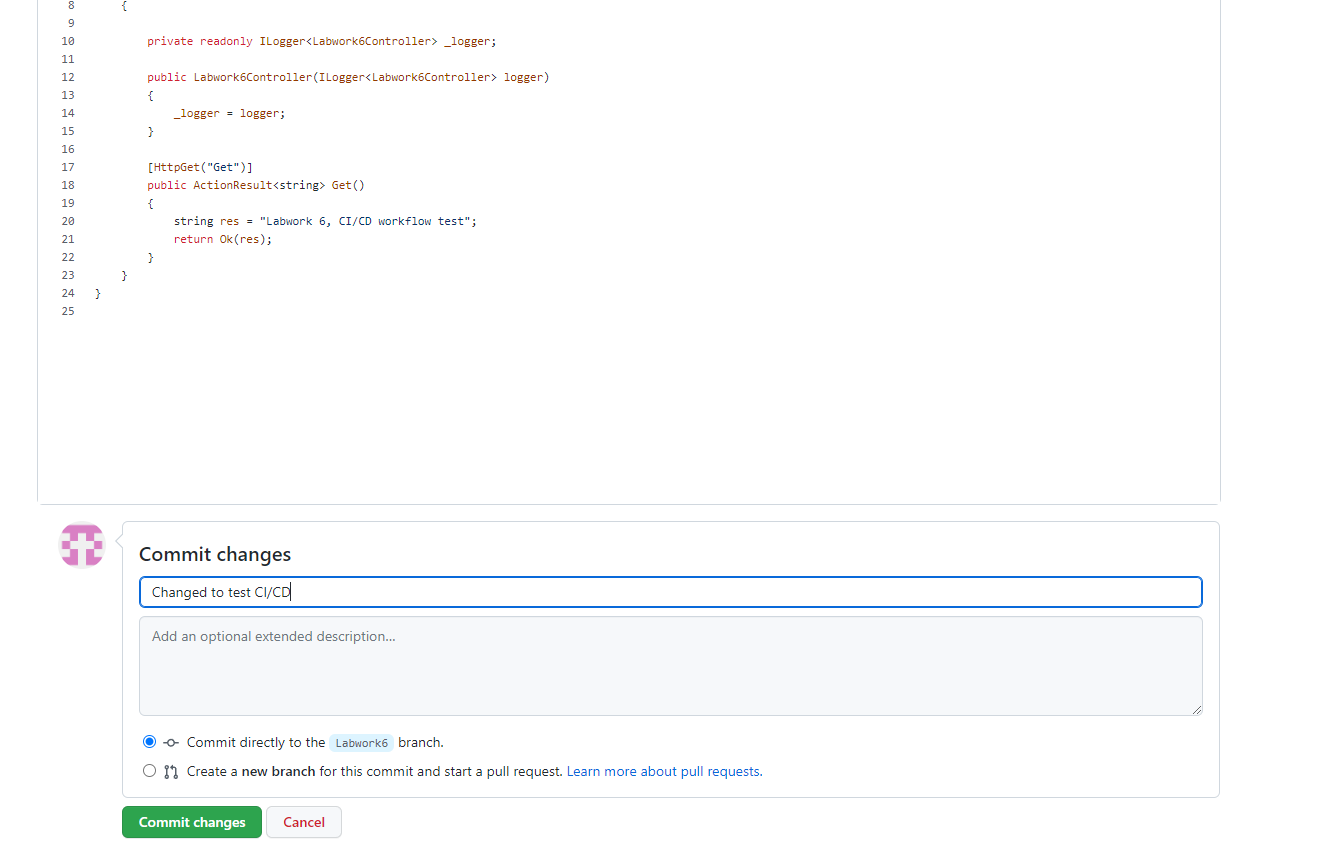 8 {
9
10 private readonly ILogger<Labwork6Controller> _logger;
11
12 public Labwork6Controller(ILogger<Labwork6Controller> logger)
13 {
14 _logger = logger;
15 }
16
17 [HttpGet("Get")]
18 public ActionResult<string> Get()
19 {
20 string res = "Labwork 6, CI/CD workflow test";
21 return Ok(res);
22 }
23 }
24 }
25
Commit changes
Changed to test CI/CD
Add an optional extended description...
Commit directly to the Labwork6 branch.
Create a new branch for this commit and start a pull request. Learn more about pull requests.
Commit changes Cancel